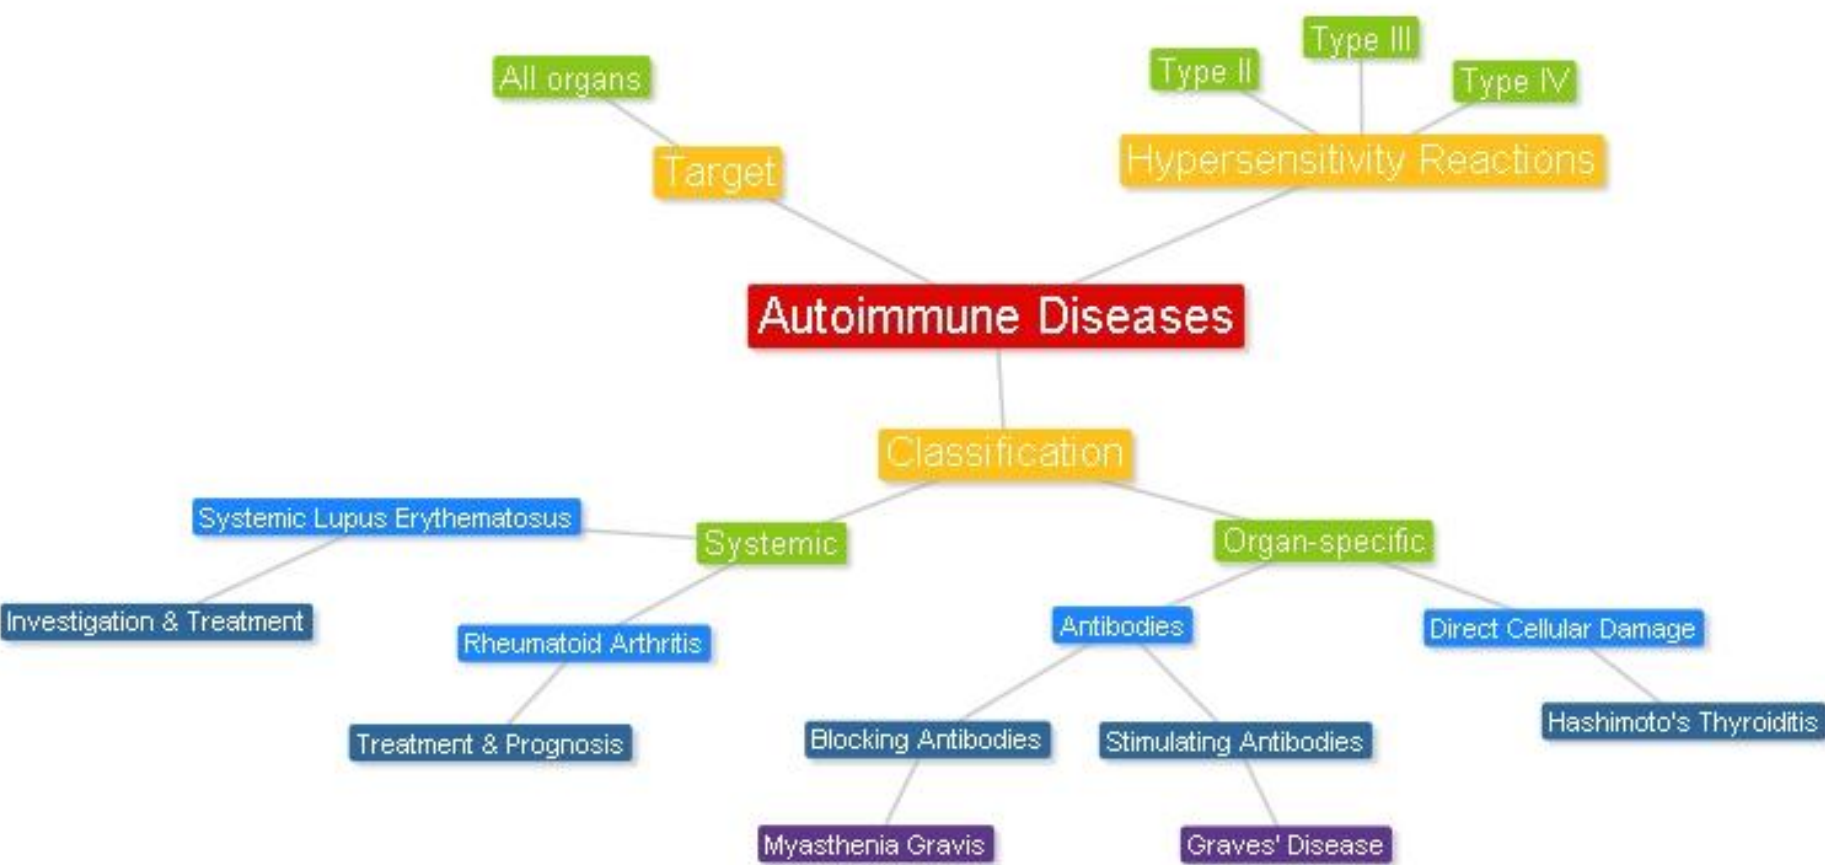 Type III
All organs
Type II
Type IV
Target
Hypersensitivity Reactions
Autoimmune Diseases
Classification
Systemic Lupus Erythematosus
Systemic
Organ-specific
Investigation & Treatment
Rheumatoid Arthritis
Antibodies
Direct Cellular Damage
Treatment & Prognosis
Blocking Antibodies
Stimulating Antibodies
Hashimoto's Thyroiditis
Myasthenia Gravis
Graves' Disease